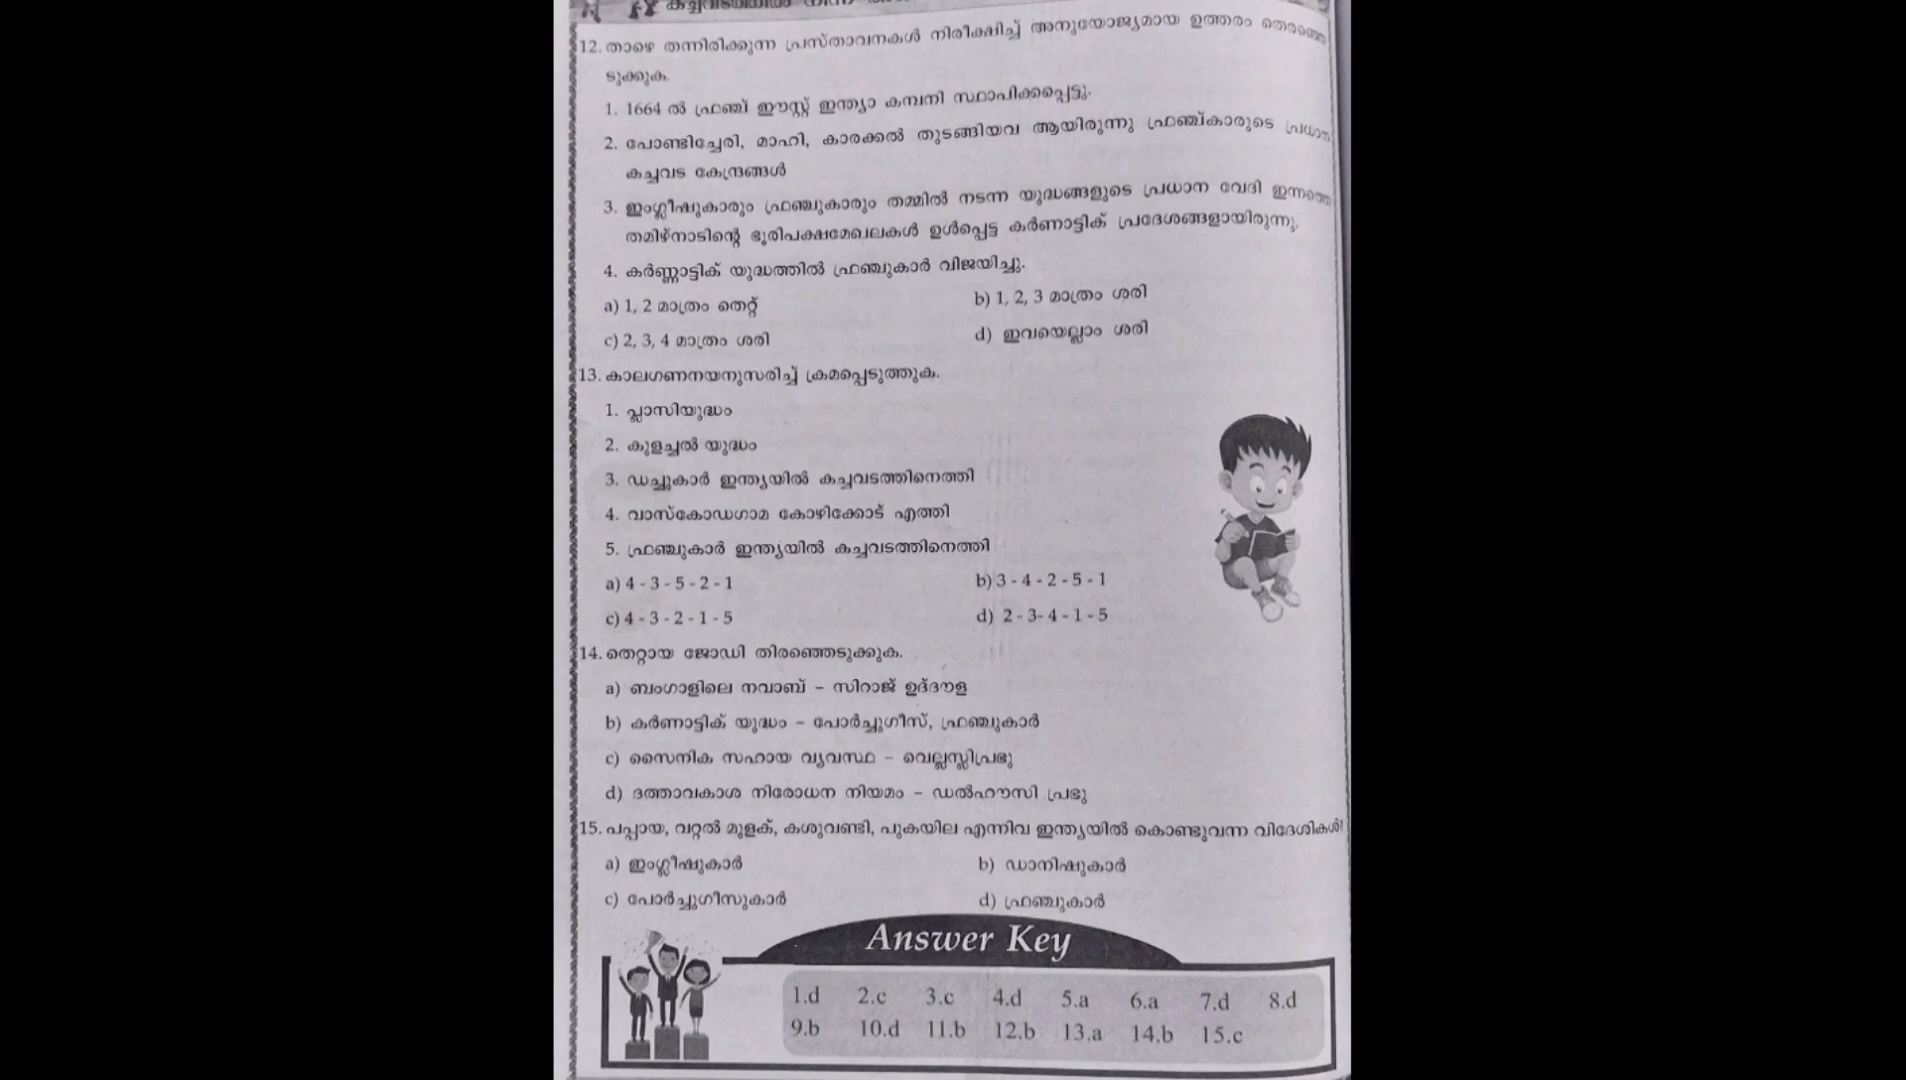 12. താഴെ തന്നിരിക്കുന്ന പ്രസ്താവനകൾ നിരീക്ഷിച്ച് അനുയോജ്യമായ ഉത്തരം തെരഞ്ഞെ
ടുക്കുക.
1. 1664 ൽ ഫ്രഞ്ച് ഈസ്റ്റ് ഇന്ത്യാ കമ്പനി സ്ഥാപിക്കപ്പെട്ടു.
2. പോണ്ടിച്ചേരി, മാഹി, കാരക്കൽ തുടങ്ങിയവ ആയിരുന്നു ഫ്രഞ്ച്കാരുടെ പ്രധാന
കച്ചവട കേന്ദ്രങ്ങൾ
3. ഇംഗ്ലീഷുകാരും ഫ്രഞ്ചുകാരും തമ്മിൽ നടന്ന യുദ്ധങ്ങളുടെ പ്രധാന വേദി ഇന്നത്തെ
തമിഴ്നാടിന്റെ ഭൂരിപക്ഷമേഖലകൾ ഉൾപ്പെട്ട കർണാട്ടിക് പ്രദേശങ്ങളായിരുന്നു.
4. കർണ്ണാട്ടിക് യുദ്ധത്തിൽ ഫ്രഞ്ചുകാർ വിജയിച്ചു.
a) 1, 2 മാത്രം തെറ്റ് b) 1, 2, 3 മാത്രം ശരി
c) 2, 3, 4 മാത്രം ശരി d) ഇവയെല്ലാം ശരി
13. കാലഗണനയനുസരിച്ച് ക്രമപ്പെടുത്തുക.
1. പ്ലാസിയുദ്ധം
2. കുളച്ചൽ യുദ്ധം
3. ഡച്ചുകാർ ഇന്ത്യയിൽ കച്ചവടത്തിനെത്തി
4. വാസ്കോഡഗാമ കോഴിക്കോട് എത്തി
5. ഫ്രഞ്ചുകാർ ഇന്ത്യയിൽ കച്ചവടത്തിനെത്തി
a) 4 - 3 - 5 - 2 - 1 b) 3 - 4 - 2 - 5 - 1
c) 4 - 3 - 2 - 1 - 5 d) 2 - 3- 4 - 1 - 5
14. തെറ്റായ ജോഡി തിരഞ്ഞെടുക്കുക.
a) ബംഗാളിലെ നവാബ് – സിറാജ് ഉദ്ദൗള
b) കർണാട്ടിക് യുദ്ധം – പോർച്ചുഗീസ്, ഫ്രഞ്ചുകാർ
c) സൈനിക സഹായ വ്യവസ്ഥ – വെല്ലസ്ലിപ്രഭു
d) ദത്താവകാശ നിരോധന നിയമം – ഡൽഹൗസി പ്രഭു
15. പപ്പായ, വറ്റൽ മുളക്, കശുവണ്ടി, പുകയില എന്നിവ ഇന്ത്യയിൽ കൊണ്ടുവന്ന വിദേശികൾ!
a) ഇംഗ്ലീഷുകാർ b) ഡാനിഷുകാർ
c) പോർച്ചുഗീസുകാർ d) ഫ്രഞ്ചുകാർ
Answer Key
1.d 2.c 3.c 4.d 5.a 6.a 7.d 8.d
9.b 10.d 11.b 12.b 13.a 14.b 15.c